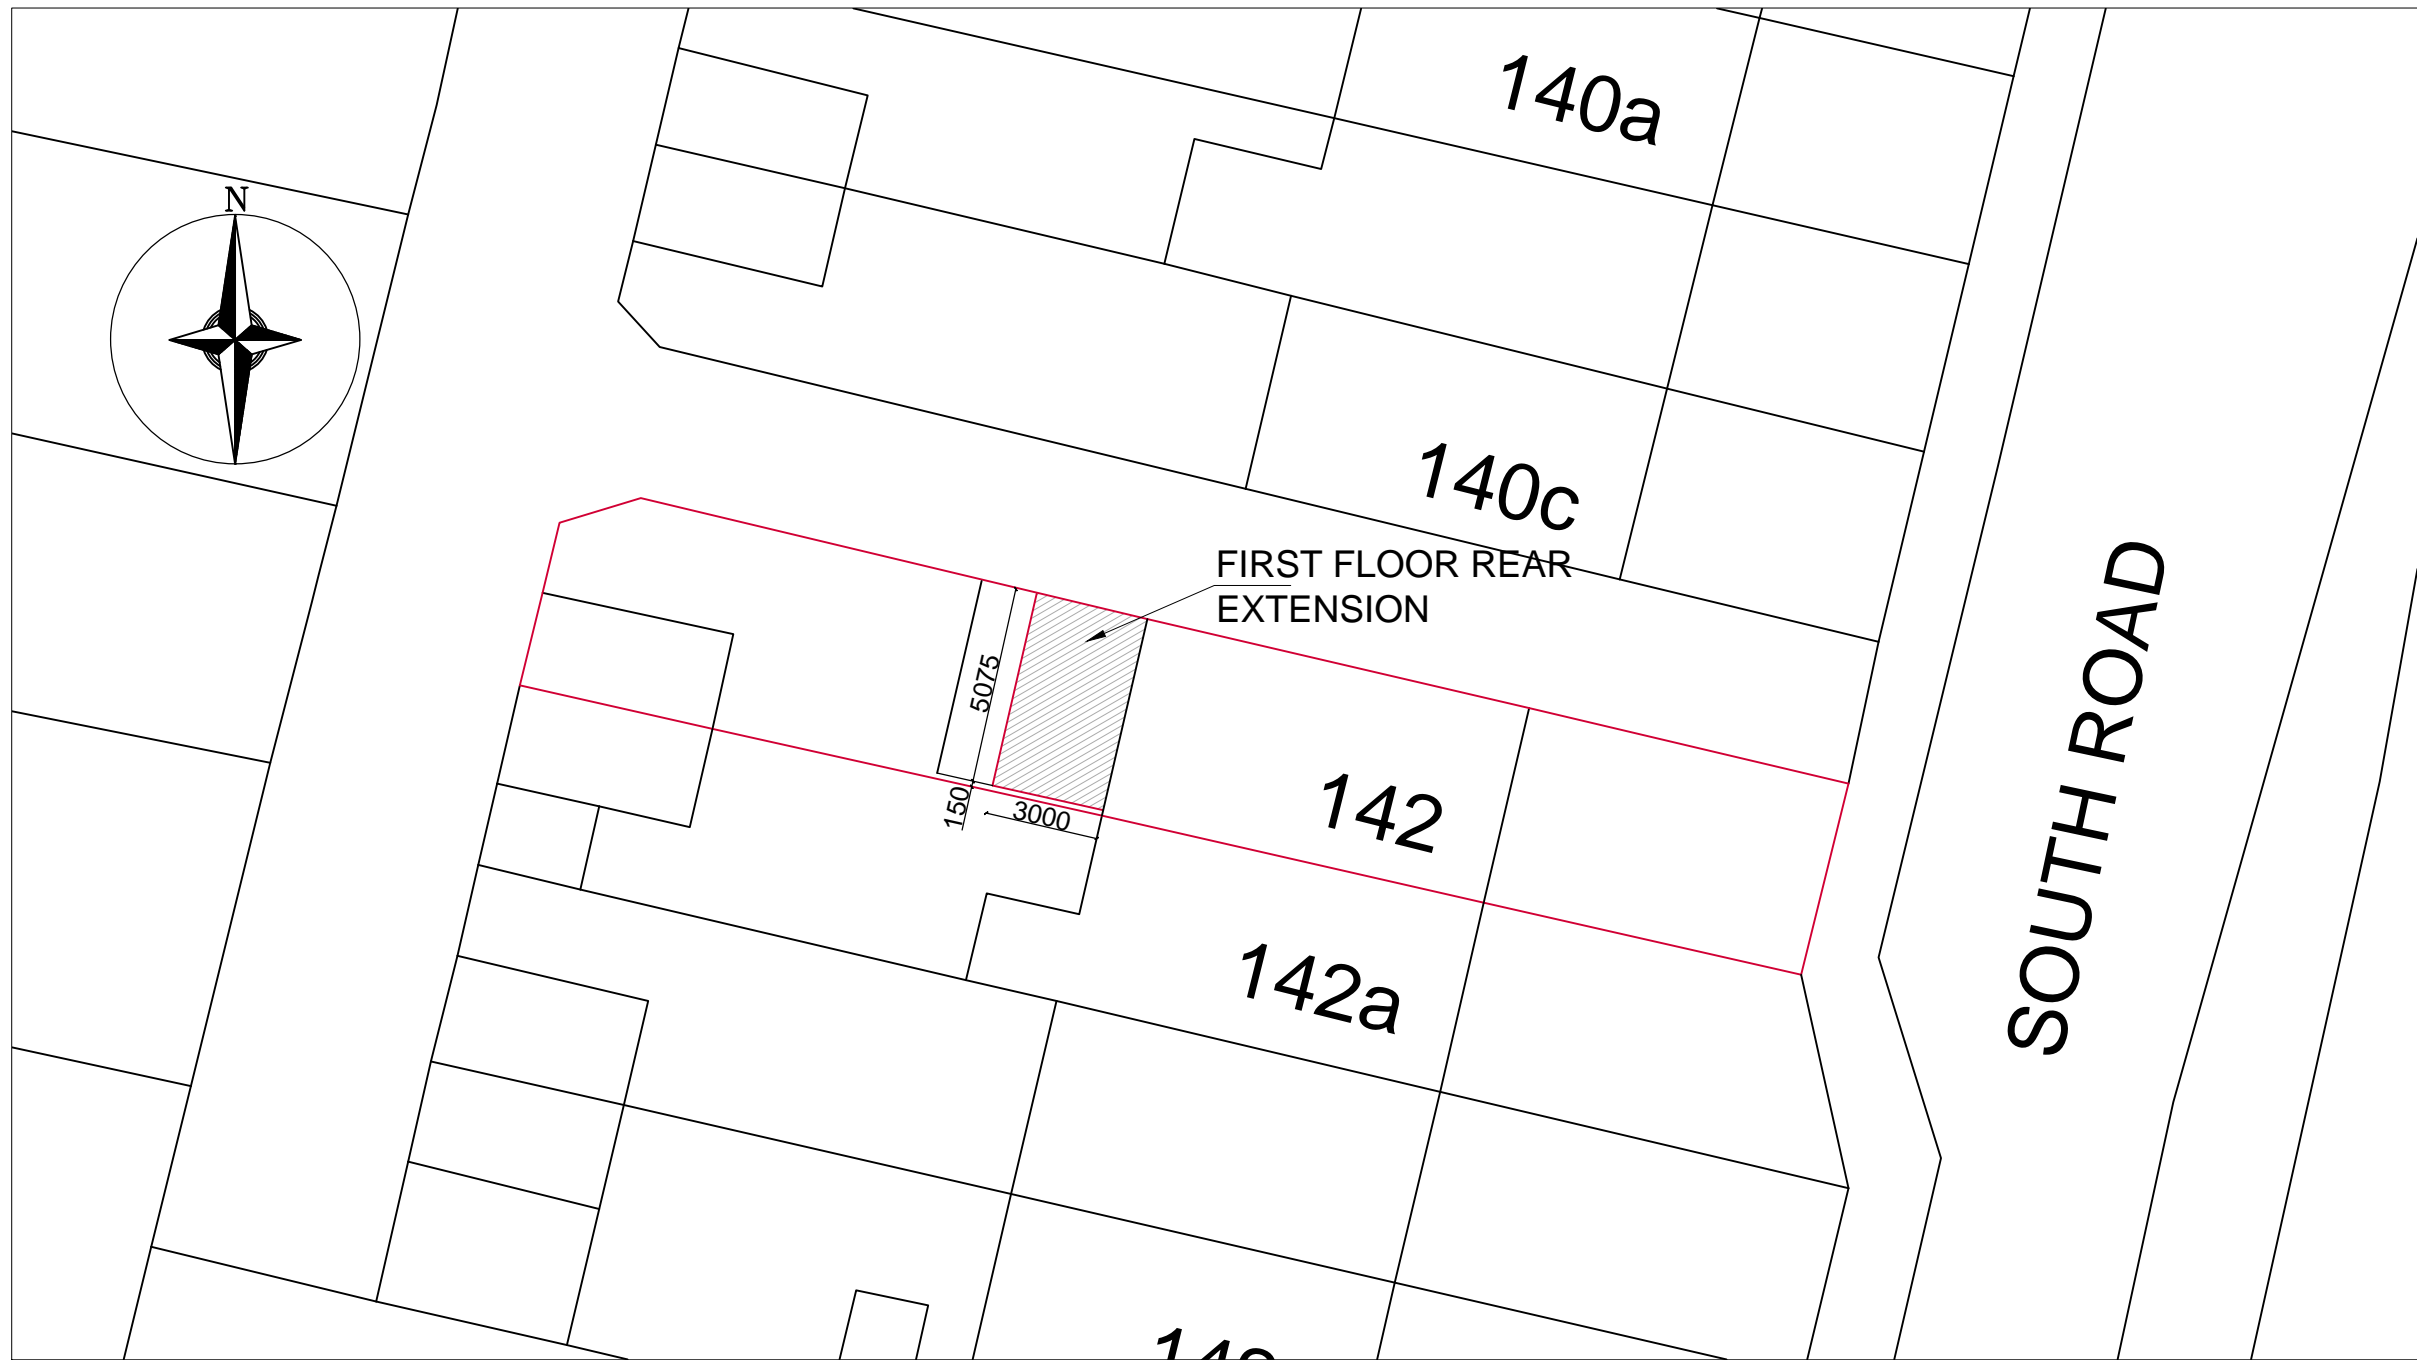 140a
N
140c
FIRST FLOOR REAR
EXTENSION
5075
150
3000
142
SOUTH ROAD
142a